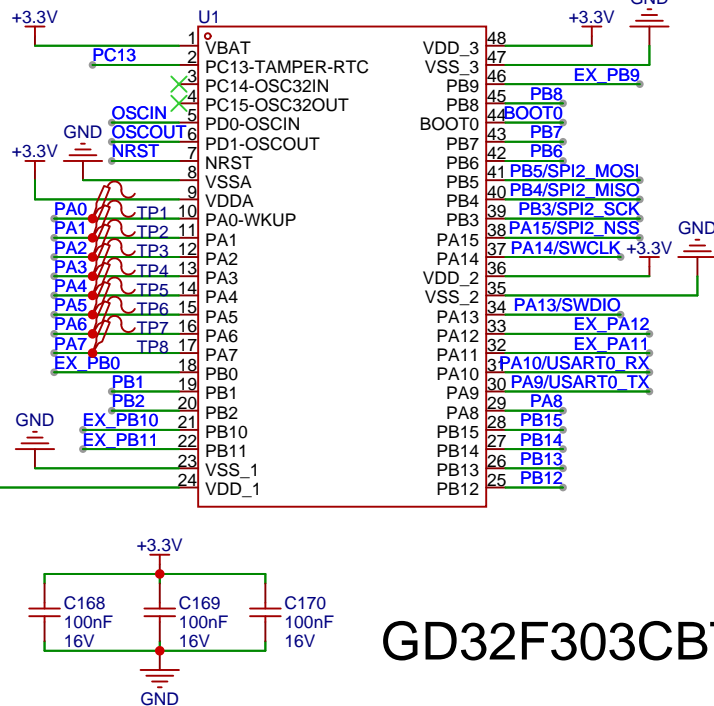 U1
+3.3V
1 VBAT
PC13 2 PC13-TAMPER-RTC
3 PC14-OSC32IN
4 PC15-OSC32OUT
OSCIN 5 PD0-OSCIN
OSCOUT 6 PD1-OSCOUT
NRST 7 NRST
GND
8 VSSA
+3.3V
9 VDDA
PA0 TP1 10 PA0-WKUP
PA1 TP2 11 PA1
PA2 TP3 12 PA2
PA3 TP4 13 PA3
PA4 TP5 14 PA4
PA5 TP6 15 PA5
PA6 TP7 16 PA6
PA7 TP8 17 PA7
EX_PB0 18 PB0
PB1 19 PB1
PB2 20 PB2
EX_PB10 21 PB10
EX_PB11 22 PB11
GND
23 VSS_1
24 VDD_1
+3.3V
VDD_3 48
GND
VSS_3 47
PB9 46 EX_PB9
PB8 45 PB8
BOOT0 44 BOOT0
PB7 43 PB7
PB6 42 PB6
PB5 41 PB5/SPI2_MOSI
PB4 40 PB4/SPI2_MISO
PB3 39 PB3/SPI2_SCK
PA15 38 PA15/SPI2_NSS
PA14 37 PA14/SWCLK
+3.3V
VDD_2 36
GND
VSS_2 35
PA13 34 PA13/SWDIO
PA12 33 EX_PA12
PA11 32 EX_PA11
PA10 31 PA10/USART0_RX
PA9 30 PA9/USART0_TX
PA8 29 PA8
PB15 28 PB15
PB14 27 PB14
PB13 26 PB13
PB12 25 PB12
+3.3V
C168
100nF
16V
C169
100nF
16V
C170
100nF
16V
GND
GD32F303CBT